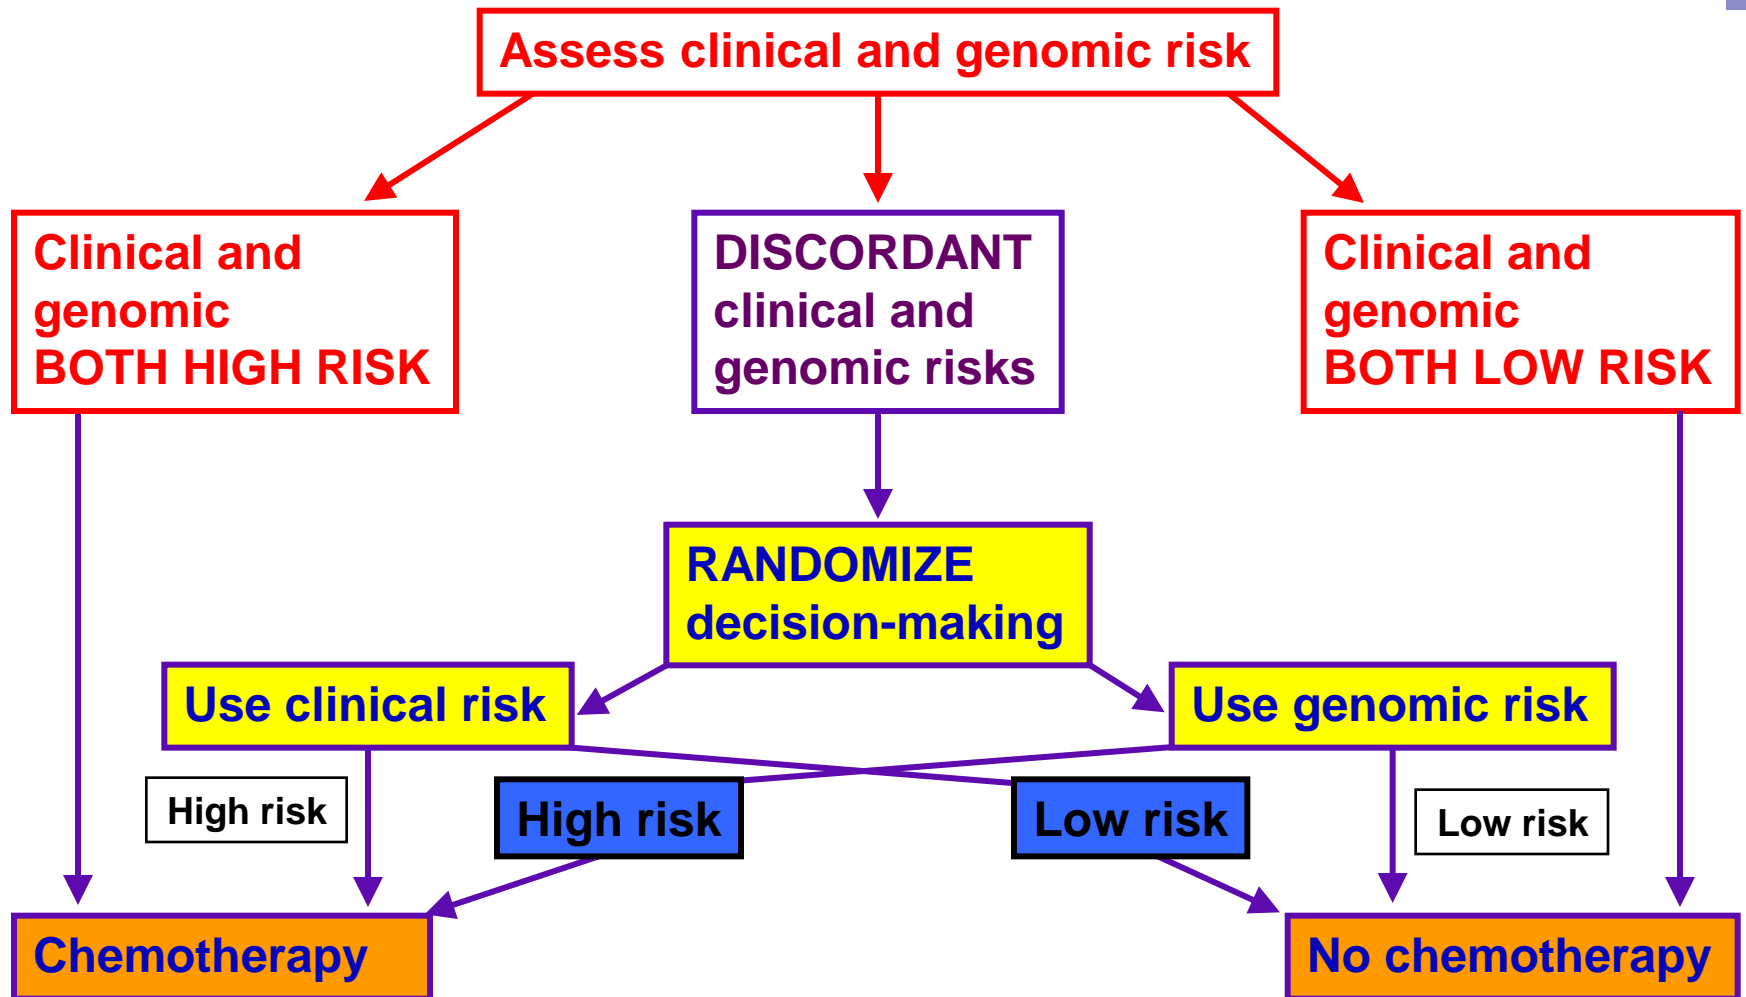 Assess clinical and genomic risk
Clinical and
genomic
BOTH HIGH RISK
DISCORDANT
clinical and
genomic risks
Clinical and
genomic
BOTH LOW RISK
RANDOMIZE
decision-making
Use clinical risk
Use genomic risk
High risk
High risk
Low risk
Low risk
Chemotherapy
No chemotherapy